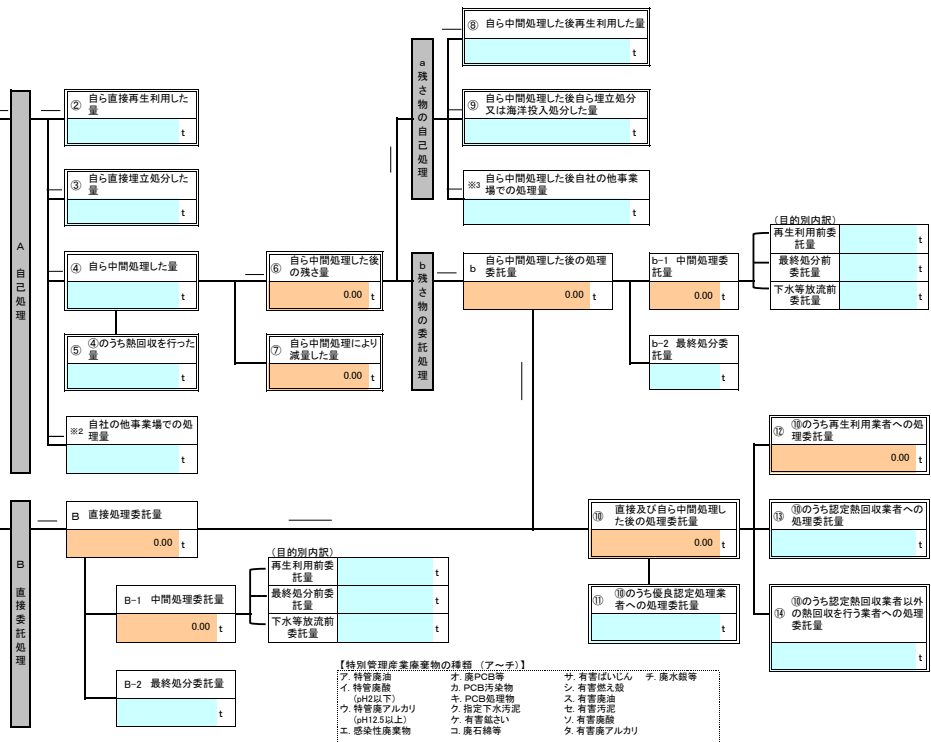 ⑧ 自ら中間処理した後再生利用した量
t
a 残さ物の自己処理
② 自ら直接再生利用した
量
t
⑨ 自ら中間処理した後自ら埋立処分
又は海洋投入処分した量
t
③ 自ら直接埋立処分した
量
t
※3 自ら中間処理した後自社の他事業
場での処理量
t
A 自己処理
④ 自ら中間処理した量
t
⑥ 自ら中間処理した後
の残さ量
0.00 t
b 残さ物の委託処理
b 自ら中間処理した後の処理
委託量
0.00 t
b-1 中間処理委
託量
0.00 t
(目的別内訳)
再生利用前委
託量
t
最終処分前
委託量
t
下水等放流前
委託量
t
⑤ ④のうち熱回収を行った
量
t
⑦ 自ら中間処理により
減量した量
0.00 t
b-2 最終処分委
託量
t
※2 自社の他事業場での処
理量
t
⑫ ⑩のうち再生利用業者への処
理委託量
0.00 t
B 直接委託処理
B 直接処理委託量
0.00 t
⑩ 直接及び自ら中間処理し
た後の処理委託量
0.00 t
⑬ ⑩のうち認定熱回収業者への
処理委託量
t
(目的別内訳)
再生利用前委
託量
t
最終処分前委
託量
t
下水等放流前
委託量
t
B-1 中間処理委託量
0.00 t
⑪ ⑩のうち優良認定処理業
者への処理委託量
t
⑭ ⑩のうち認定熱回収業者以外
の熱回収を行う業者への処理
委託量
t
B-2 最終処分委託量
t
【特別管理産業廃棄物の種類 (ア～チ)】
ア. 特管廃油 オ. 廃PCB等 サ. 有害ばいじん チ. 廃水銀等
イ. 特管廃酸 カ. PCB汚染物 シ. 有害燃え殻
(pH2以下) キ. PCB処理物 ス. 有害廃油
ウ. 特管廃アルカリ ク. 指定下水汚泥 セ. 有害汚泥
(pH12.5以上) ケ. 有害鉱さい ソ. 有害廃酸
エ. 感染性廃棄物 コ. 廃石綿等 タ. 有害廃アルカリ